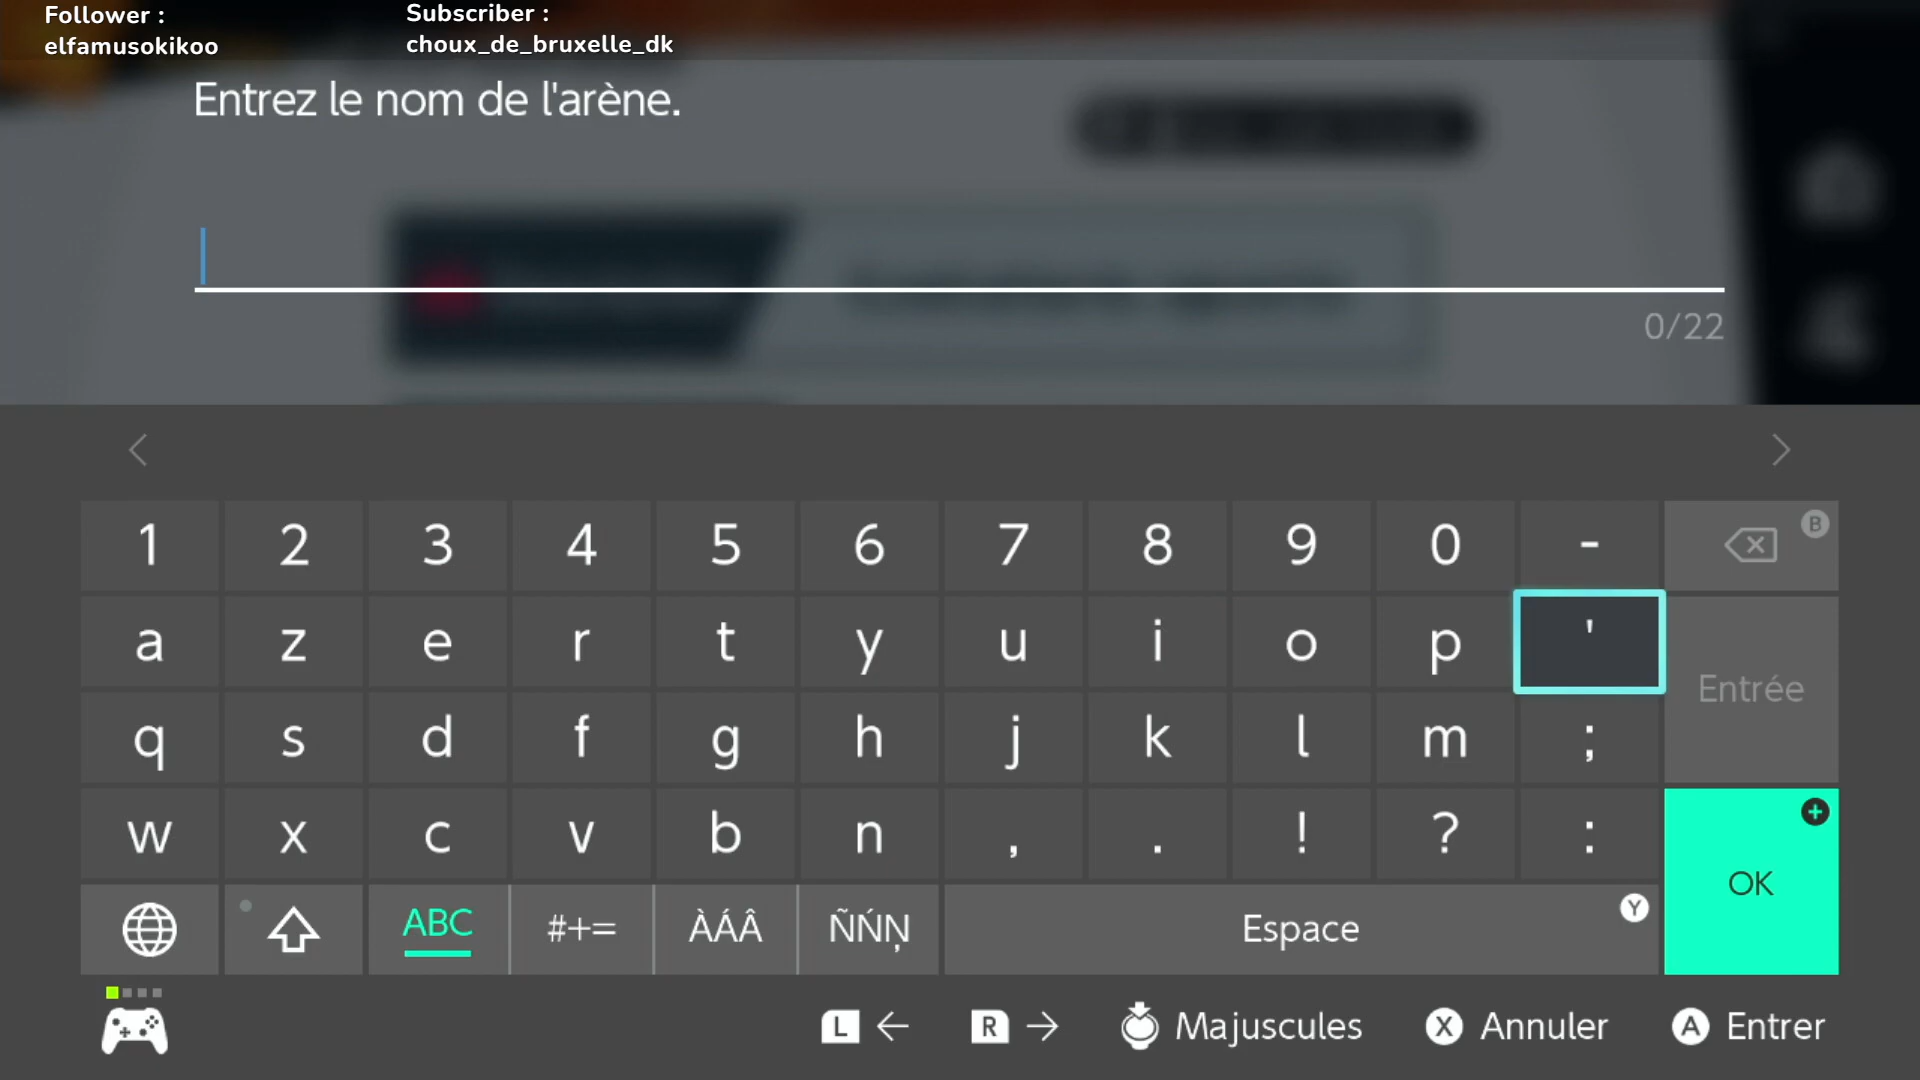 Follower :
elfamusokikoo
Subscriber :
choux_de_bruxelle_dk
Entrez le nom de l'arène.
0/22
1 2 3 4 5 6 7 8 9 0 - B
a z e r t y u i o p '
Entrée
q s d f g h j k l m ;
w x c v b n , . ! ? :
OK
ABC #+= ÀÁÂ ÑŃŅ Espace Y
L ← R → Majuscules X Annuler A Entrer